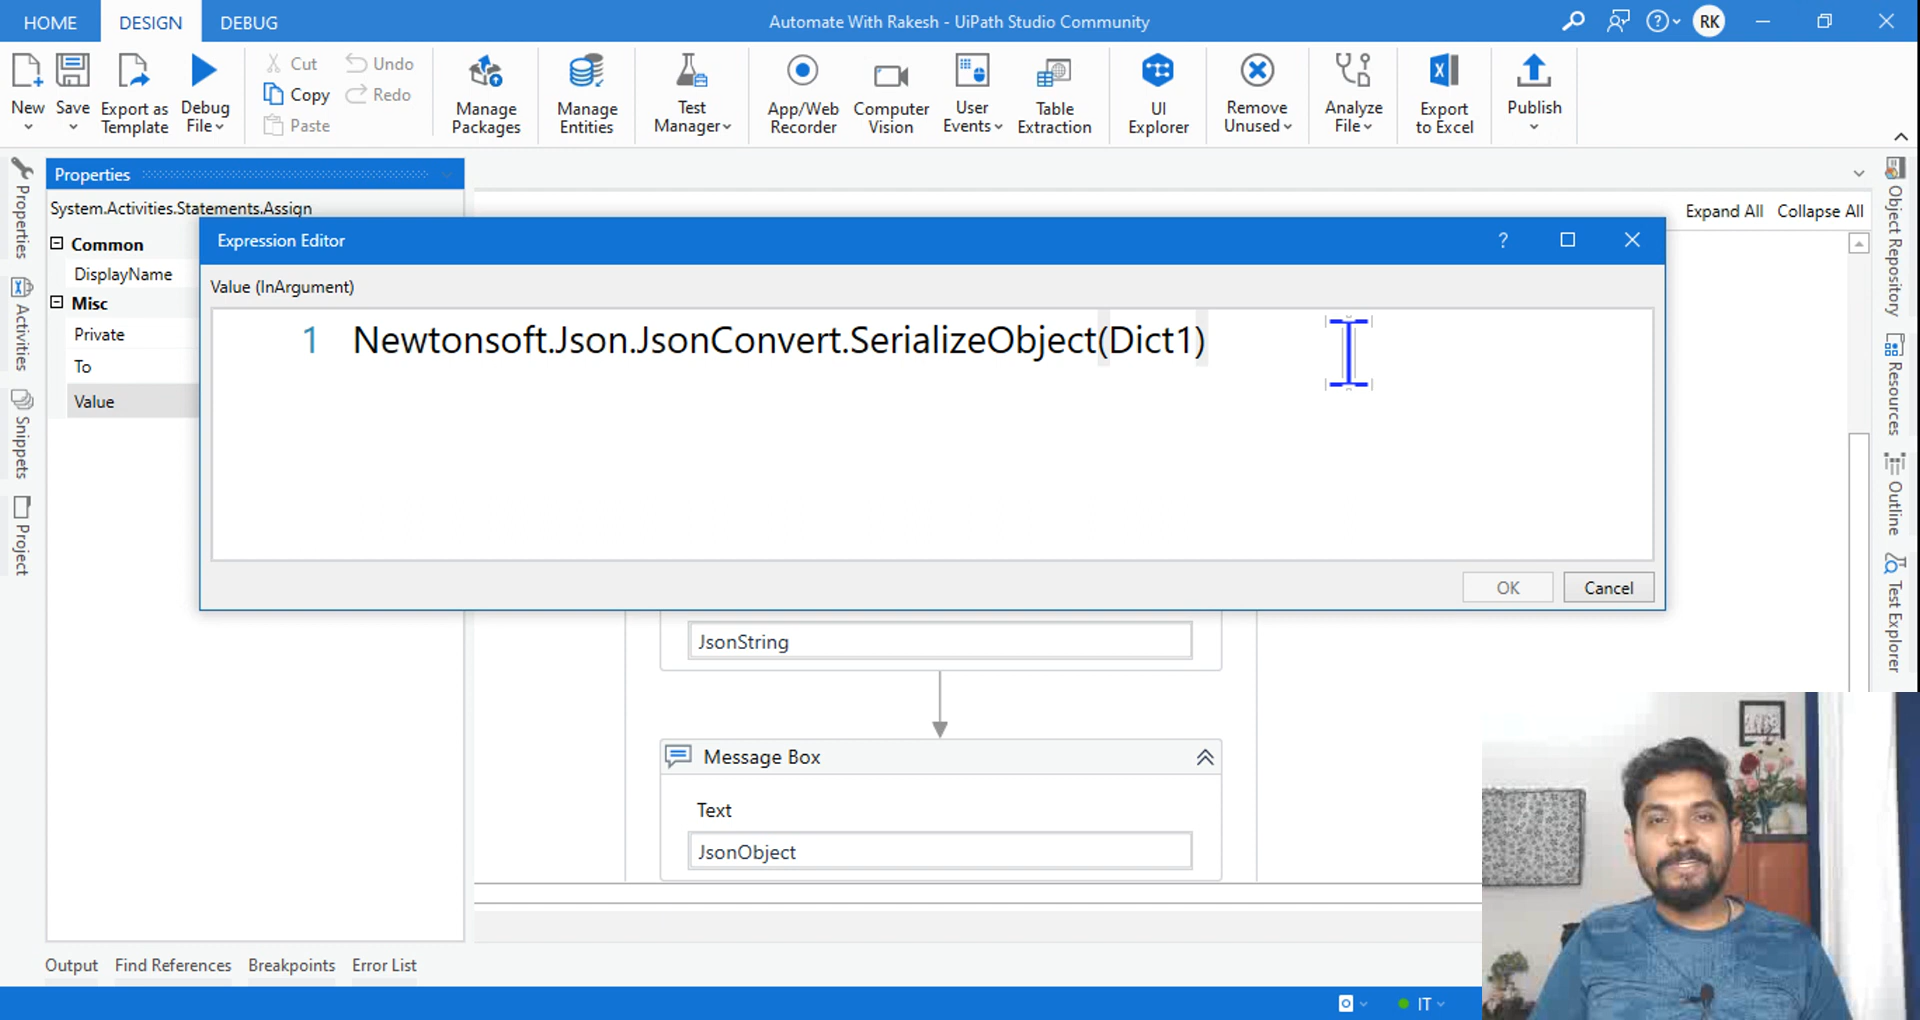 HOME DESIGN DEBUG
Automate With Rakesh - UiPath Studio Community
RK
New
Save
Export as
Template
Debug
File
Cut
Copy
Paste
Undo
Redo
Manage
Packages
Manage
Entities
Test
Manager
App/Web
Recorder
Computer
Vision
User
Events
Table
Extraction
UI
Explorer
Remove
Unused
Analyze
File
Export
to Excel
Publish
Properties
Activities
Snippets
Project
Properties
System.Activities.Statements.Assign
Common
DisplayName
Misc
Private
To
Value
Expand All Collapse All
Expression Editor
?
Value (InArgument)
1 Newtonsoft.Json.JsonConvert.SerializeObject(Dict1)
OK Cancel
JsonString
Message Box
Text
JsonObject
Object Repository
Resources
Outline
Test Explorer
Output Find References Breakpoints Error List
IT